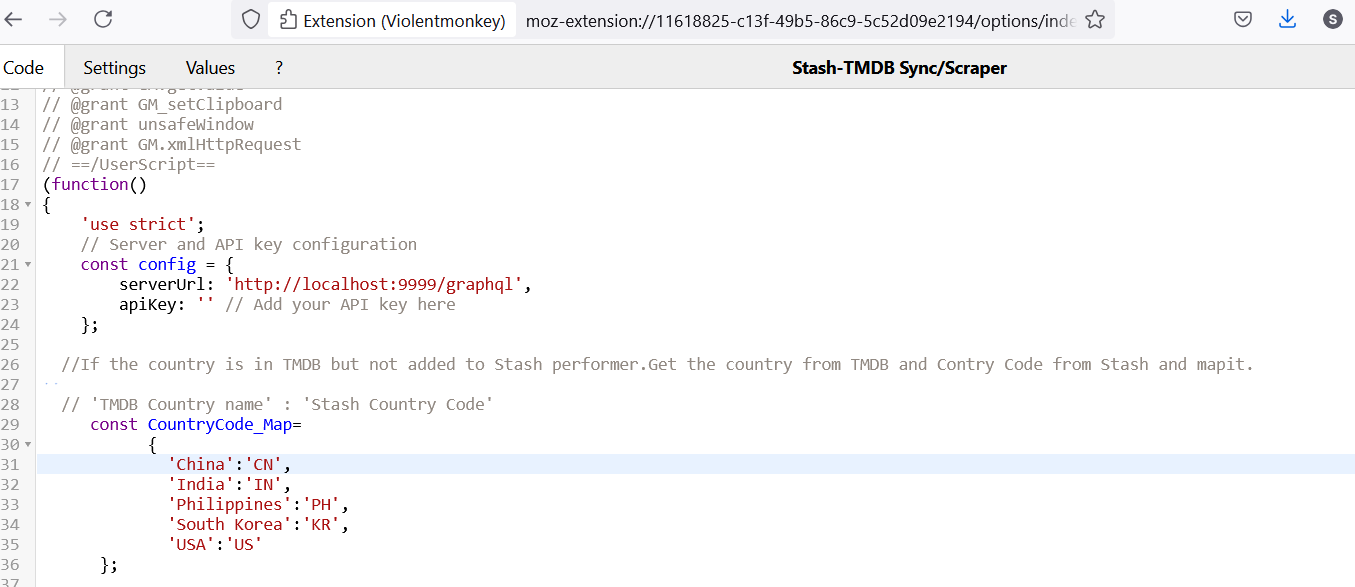 Extension (Violentmonkey) moz-extension://11618825-c13f-49b5-86c9-5c52d09e2194/options/inde S
Code Settings Values ? Stash-TMDB Sync/Scraper
13 // @grant GM_setClipboard
14 // @grant unsafeWindow
15 // @grant GM.xmlHttpRequest
16 // ==/UserScript==
17 (function()
18 {
19 'use strict';
20 // Server and API key configuration
21 const config = {
22 serverUrl: 'http://localhost:9999/graphql',
23 apiKey: '' // Add your API key here
24 };
25
26 //If the country is in TMDB but not added to Stash performer.Get the country from TMDB and Contry Code from Stash and mapit.
27
28 // 'TMDB Country name' : 'Stash Country Code'
29 const CountryCode_Map=
30 {
31 'China':'CN',
32 'India':'IN',
33 'Philippines':'PH',
34 'South Korea':'KR',
35 'USA':'US'
36 };
37